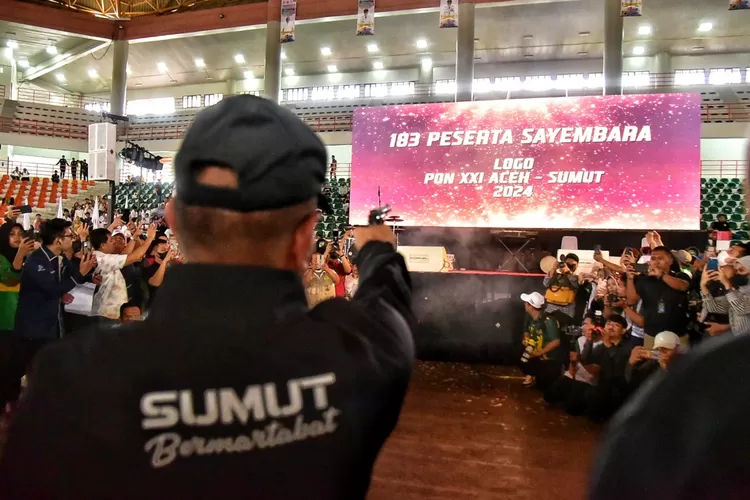 183 PESERTA SAYEMBARA
LOGO
PON XXI ACEH - SUMUT
2024
SUMUT
Bermartabat